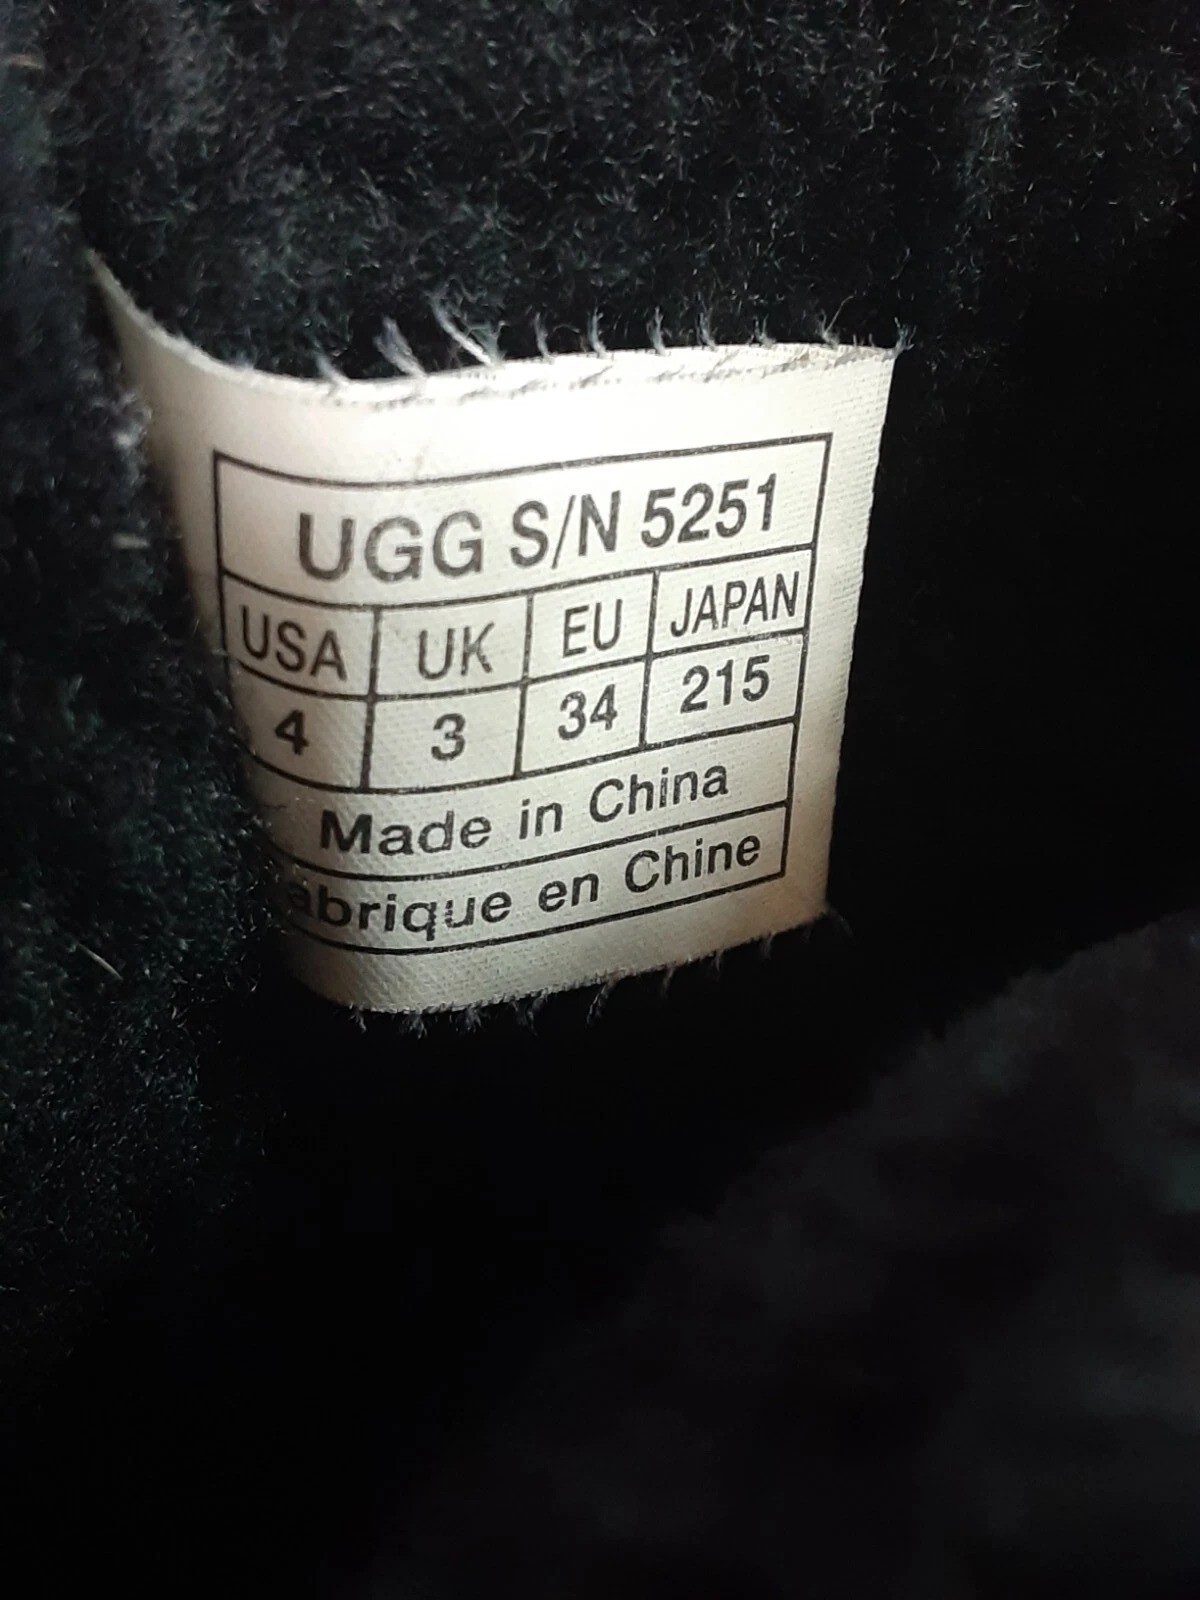 UGG S/N 5251
USA UK EU JAPAN
4 3 34 215
Made in China
abrique en Chine